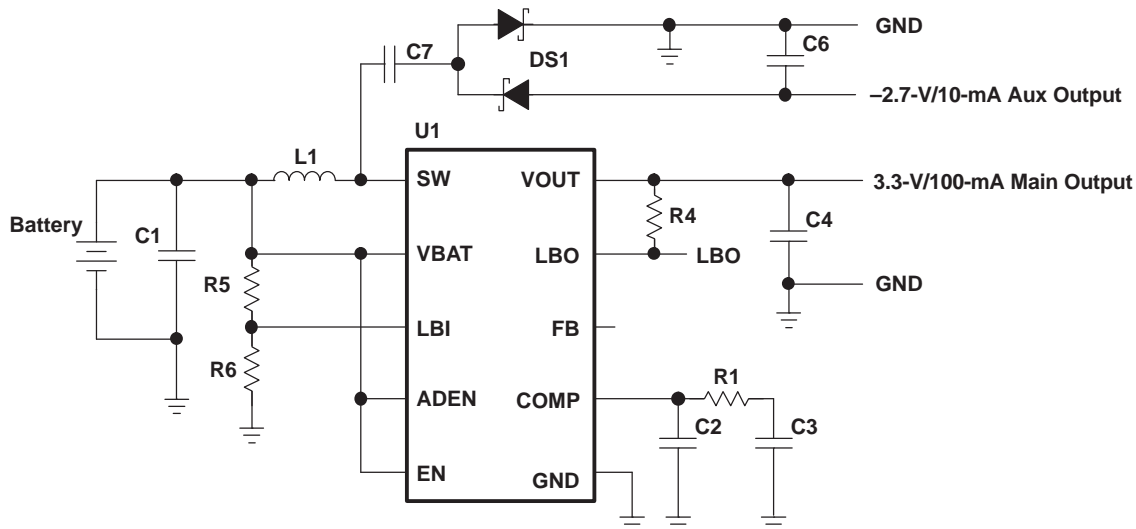 GND
C7
DS1
C6
–2.7-V/10-mA Aux Output
U1
L1
SW
VOUT
3.3-V/100-mA Main Output
R4
C4
Battery
C1
VBAT
LBO
LBO
R5
GND
LBI
FB
R6
R1
ADEN
COMP
C2
C3
EN
GND